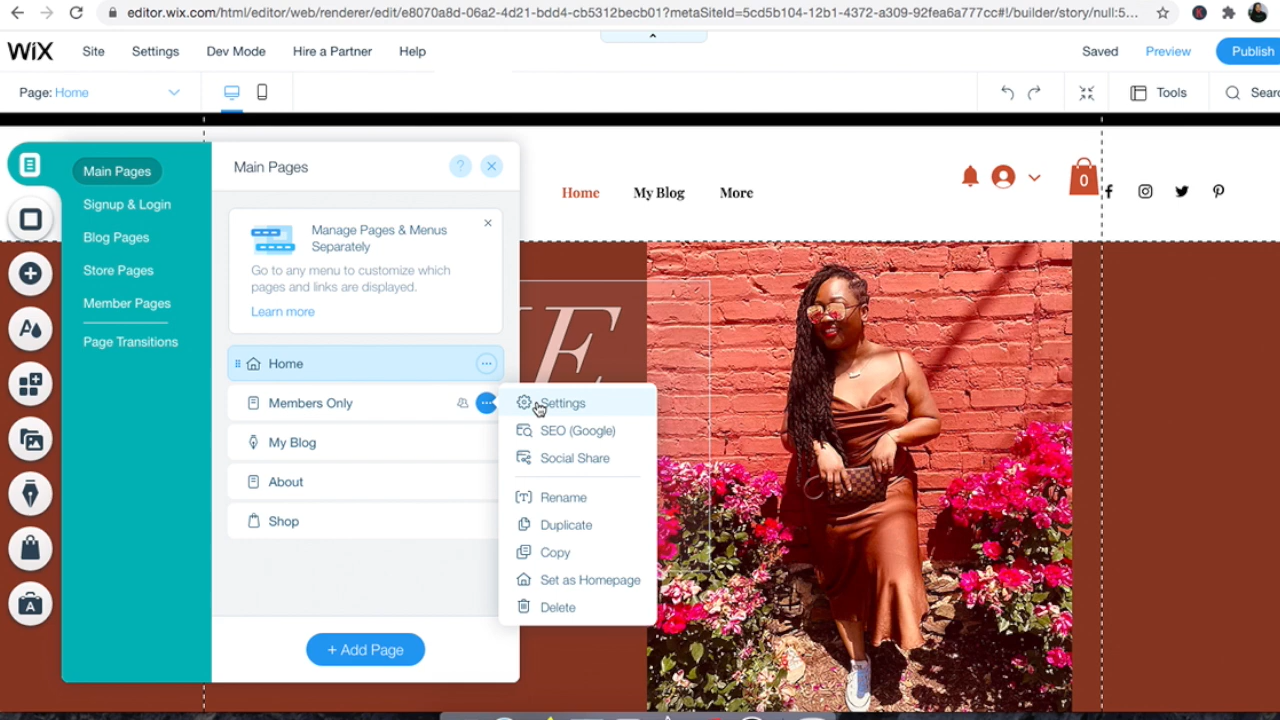 editor.wix.com/html/editor/web/renderer/edit/e8070a8d-06a2-4d21-bdd4-cb5312becb01?metaSiteId=5cd5b104-12b1-4372-a309-92fea6a777cc#!/builder/story/null:5...
K
WiX
Site
Settings
Dev Mode
Hire a Partner
Help
Saved
Preview
Publish
Page: Home
Tools
Searc
Main Pages
Signup & Login
Blog Pages
Store Pages
Member Pages
Page Transitions
Main Pages
?
Manage Pages & Menus
Separately
Go to any menu to customize which
pages and links are displayed.
Learn more
Home
Members Only
My Blog
About
Shop
+ Add Page
Settings
SEO (Google)
Social Share
Rename
Duplicate
Copy
Set as Homepage
Delete
Home
My Blog
More
0
E